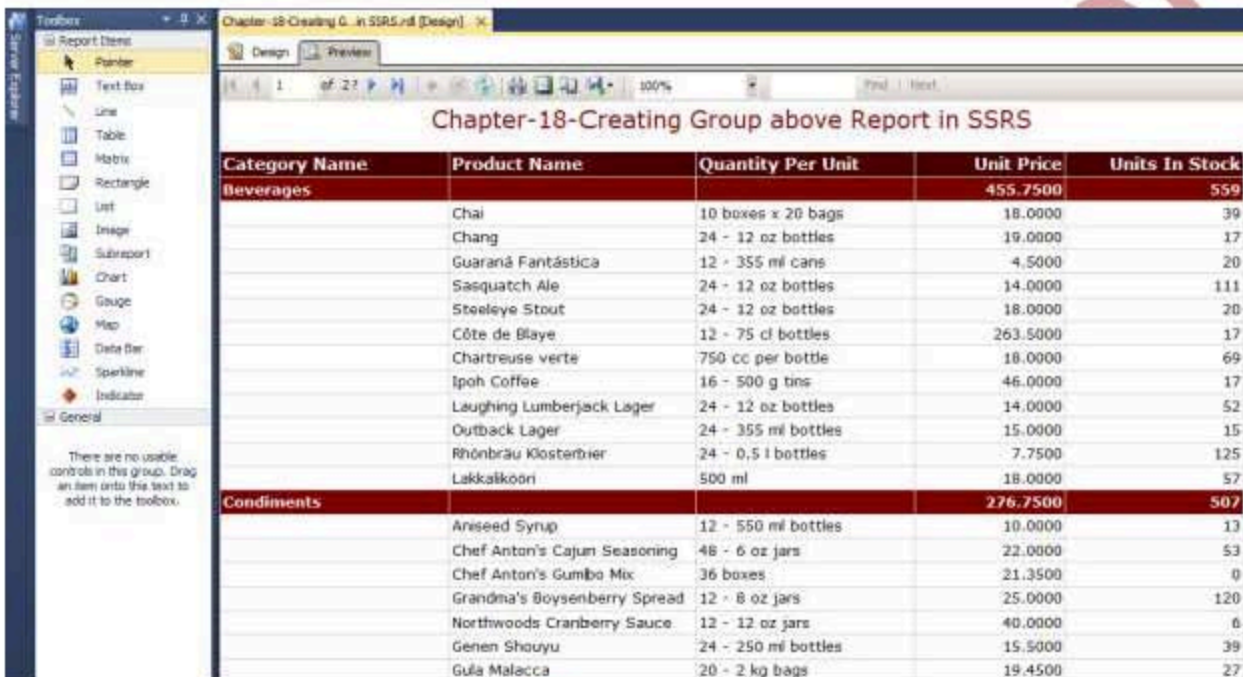 Server Explorer
Toolbox
Report Items
Pointer
Text Box
Line
Table
Matrix
Rectangle
List
Image
Subreport
Chart
Gauge
Map
Data Bar
Sparkline
Indicator
General
There are no usable
controls in this group. Drag
an item onto this text to
add it to the toolbox.
Chapter-18-Creating G...in SSRS.rdl [Design]
Design Preview
1 of 2? 100% Find | Next
Chapter-18-Creating Group above Report in SSRS
Category Name Product Name Quantity Per Unit Unit Price Units In Stock
Beverages 455.7500 559
Chai 10 boxes x 20 bags 18.0000 39
Chang 24 - 12 oz bottles 19.0000 17
Guaraná Fantástica 12 - 355 ml cans 4.5000 20
Sasquatch Ale 24 - 12 oz bottles 14.0000 111
Steeleye Stout 24 - 12 oz bottles 18.0000 20
Côte de Blaye 12 - 75 cl bottles 263.5000 17
Chartreuse verte 750 cc per bottle 18.0000 69
Ipoh Coffee 16 - 500 g tins 46.0000 17
Laughing Lumberjack Lager 24 - 12 oz bottles 14.0000 52
Outback Lager 24 - 355 ml bottles 15.0000 15
Rhönbräu Klosterbier 24 - 0.5 l bottles 7.7500 125
Lakkalikööri 500 ml 18.0000 57
Condiments 276.7500 507
Aniseed Syrup 12 - 550 ml bottles 10.0000 13
Chef Anton's Cajun Seasoning 48 - 6 oz jars 22.0000 53
Chef Anton's Gumbo Mix 36 boxes 21.3500 0
Grandma's Boysenberry Spread 12 - 8 oz jars 25.0000 120
Northwoods Cranberry Sauce 12 - 12 oz jars 40.0000 6
Genen Shouyu 24 - 250 ml bottles 15.5000 39
Gula Malacca 20 - 2 kg bags 19.4500 27